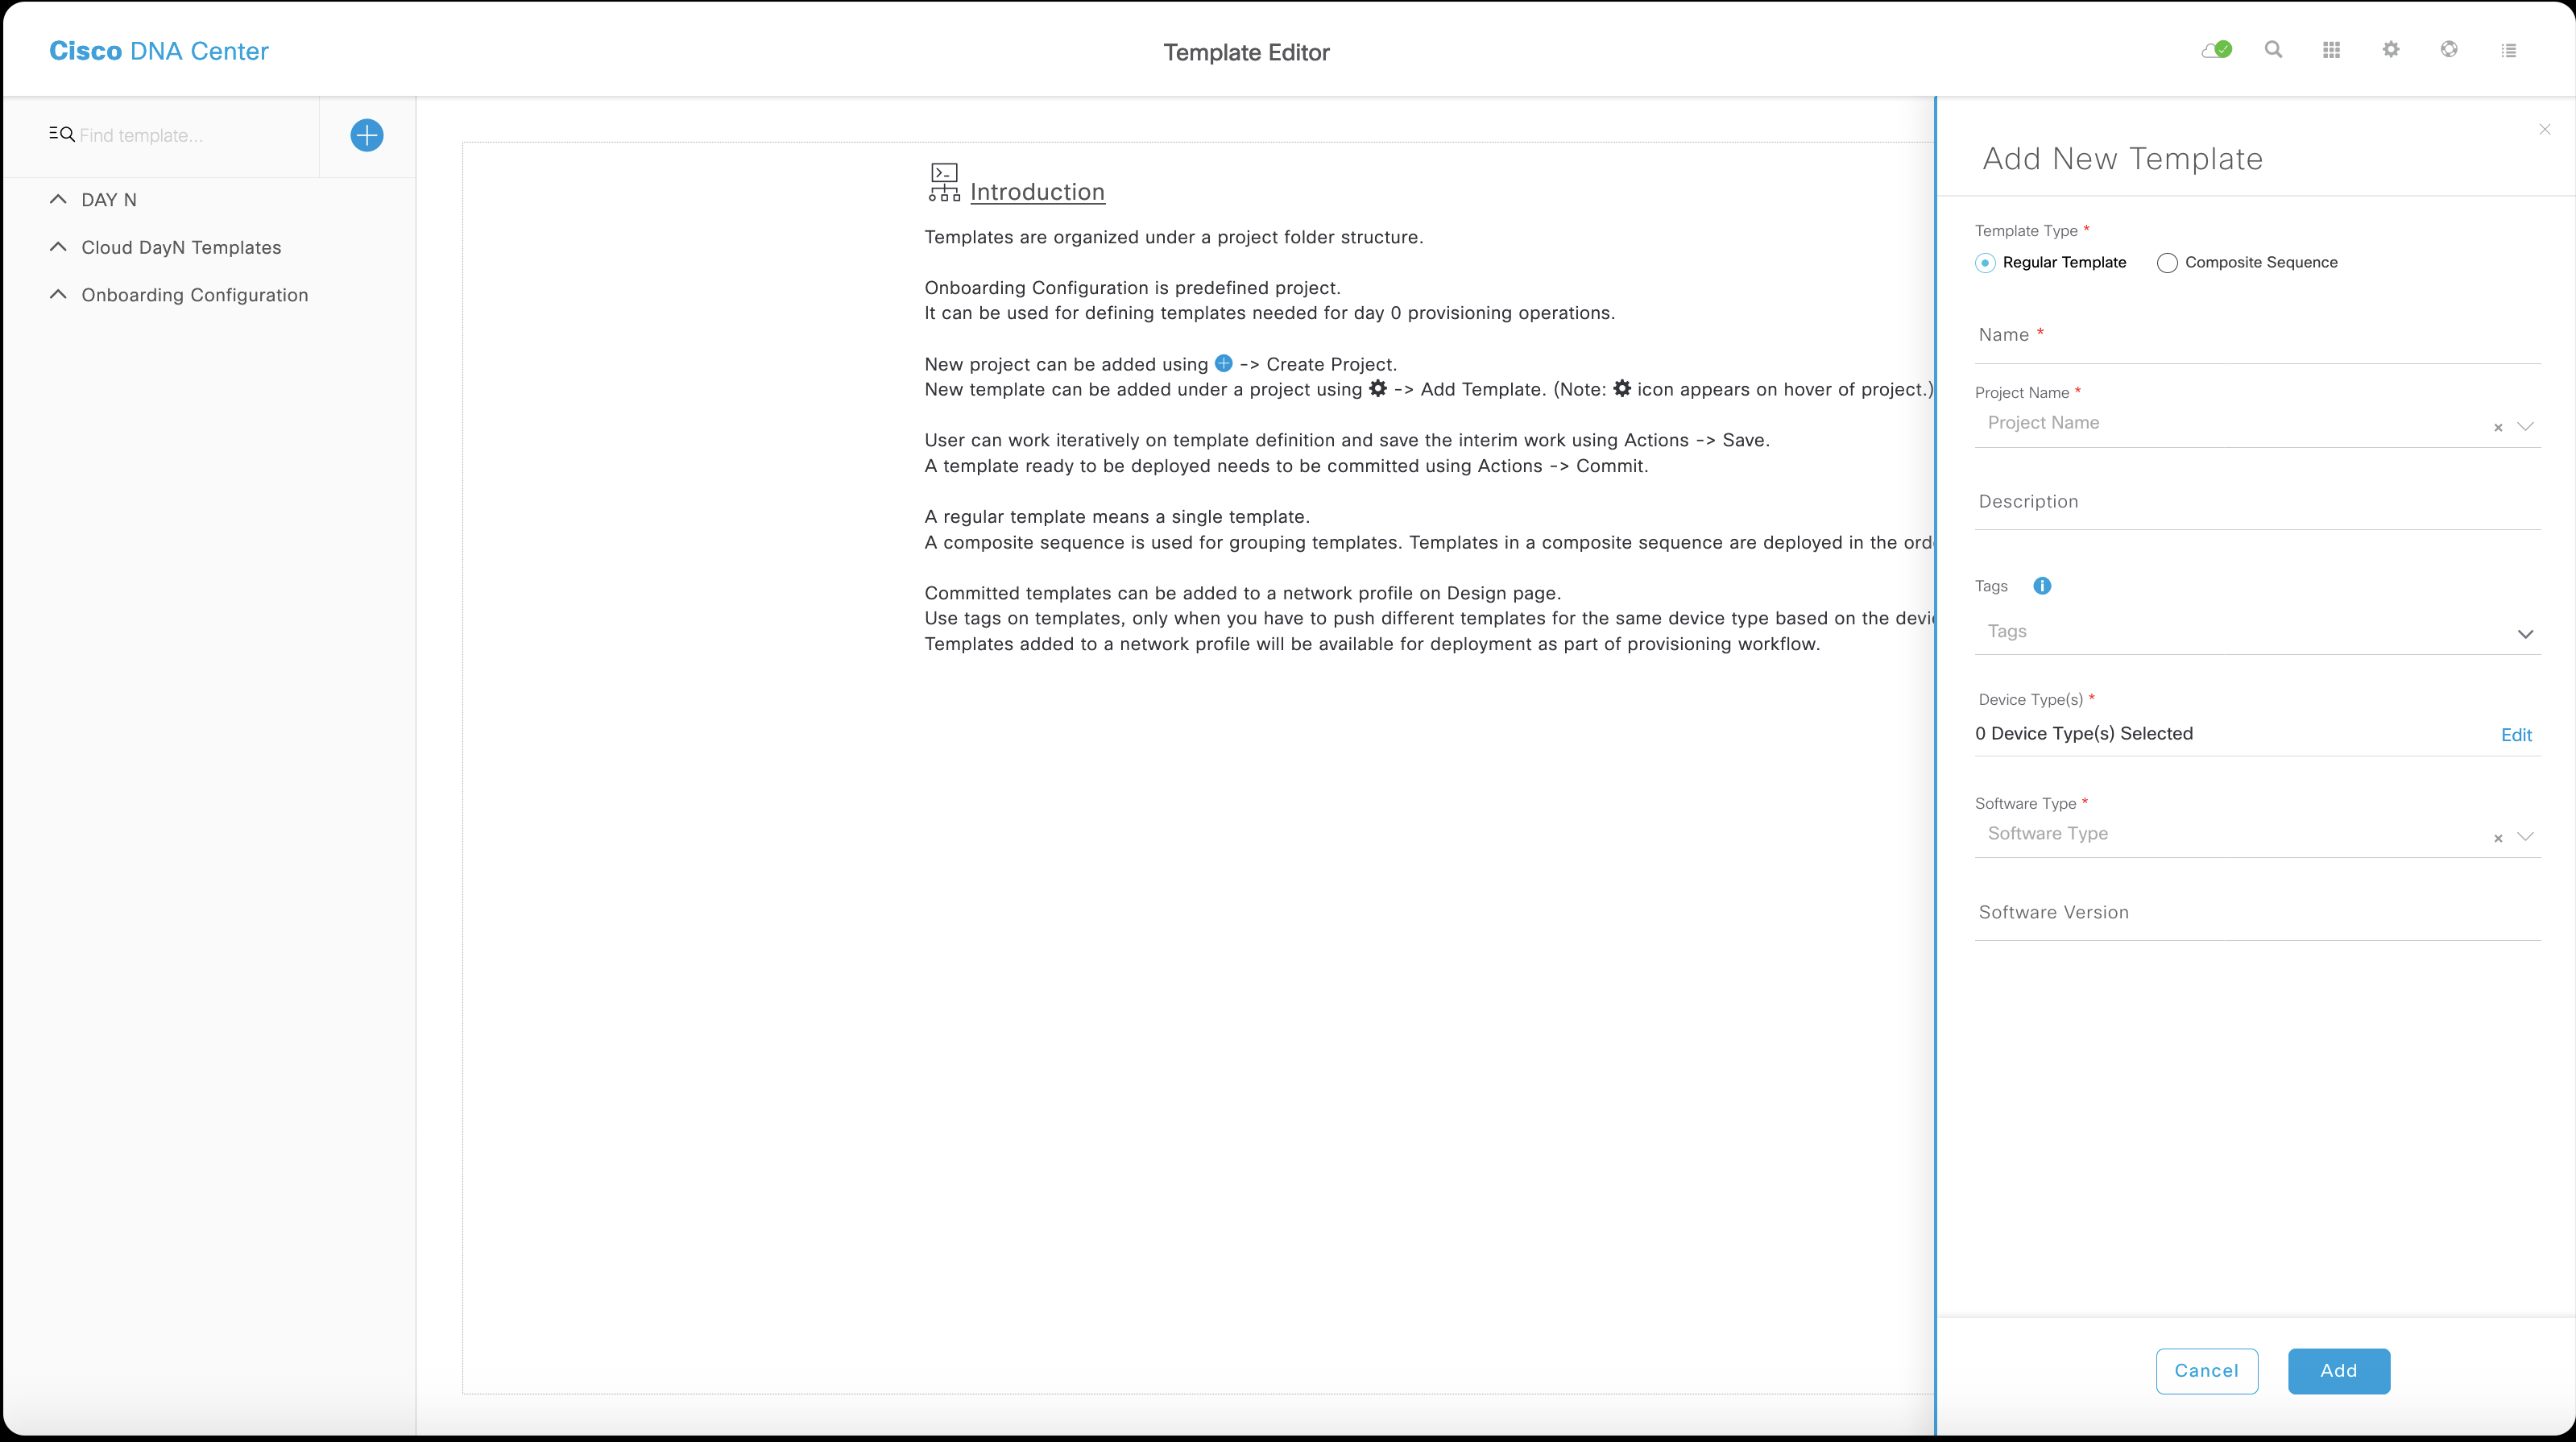 Cisco DNA Center
Template Editor
Find template...
DAY N
Cloud DayN Templates
Onboarding Configuration
Introduction
Templates are organized under a project folder structure.
Onboarding Configuration is predefined project.
It can be used for defining templates needed for day 0 provisioning operations.
New project can be added using -> Create Project.
New template can be added under a project using -> Add Template. (Note: icon appears on hover of project.)
User can work iteratively on template definition and save the interim work using Actions -> Save.
A template ready to be deployed needs to be committed using Actions -> Commit.
A regular template means a single template.
A composite sequence is used for grouping templates. Templates in a composite sequence are deployed in the
Committed templates can be added to a network profile on Design page.
Use tags on templates, only when you have to push different templates for the same device type based on the
Templates added to a network profile will be available for deployment as part of provisioning workflow.
Add New Template
Template Type *
Regular Template Composite Sequence
Name *
Project Name *
Project Name
Description
Tags
Tags
Device Type(s) *
0 Device Type(s) Selected Edit
Software Type *
Software Type
Software Version
Cancel Add